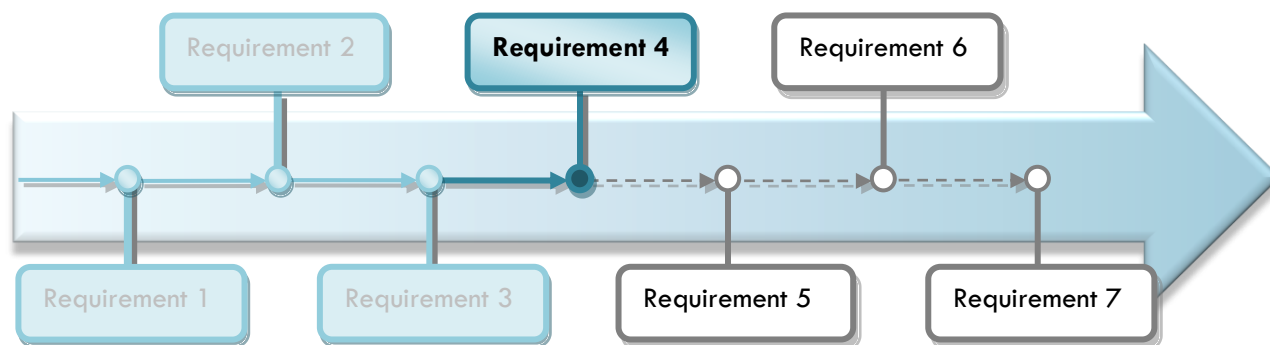 Requirement 2
Requirement 4
Requirement 6
Requirement 1
Requirement 3
Requirement 5
Requirement 7